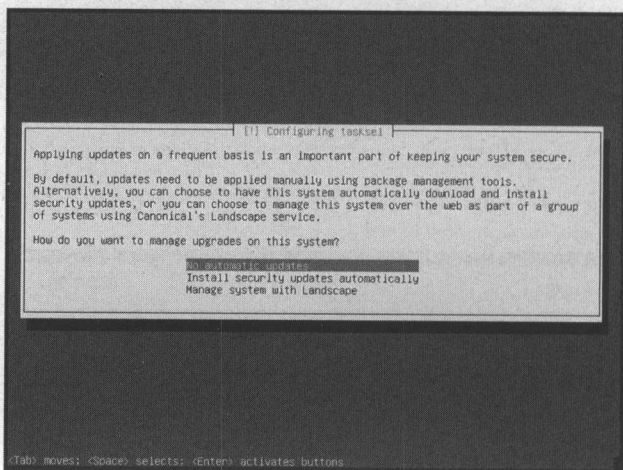 [!] Configuring tasksel
Applying updates on a frequent basis is an important part of keeping your system secure.
By default, updates need to be applied manually using package management tools.
Alternatively, you can choose to have this system automatically download and install
security updates, or you can choose to manage this system over the web as part of a group
of systems using Canonical's Landscape service.
How do you want to manage upgrades on this system?
No automatic updates
Install security updates automatically
Manage system with Landscape
<Tab> moves; <Space> selects; <Enter> activates buttons